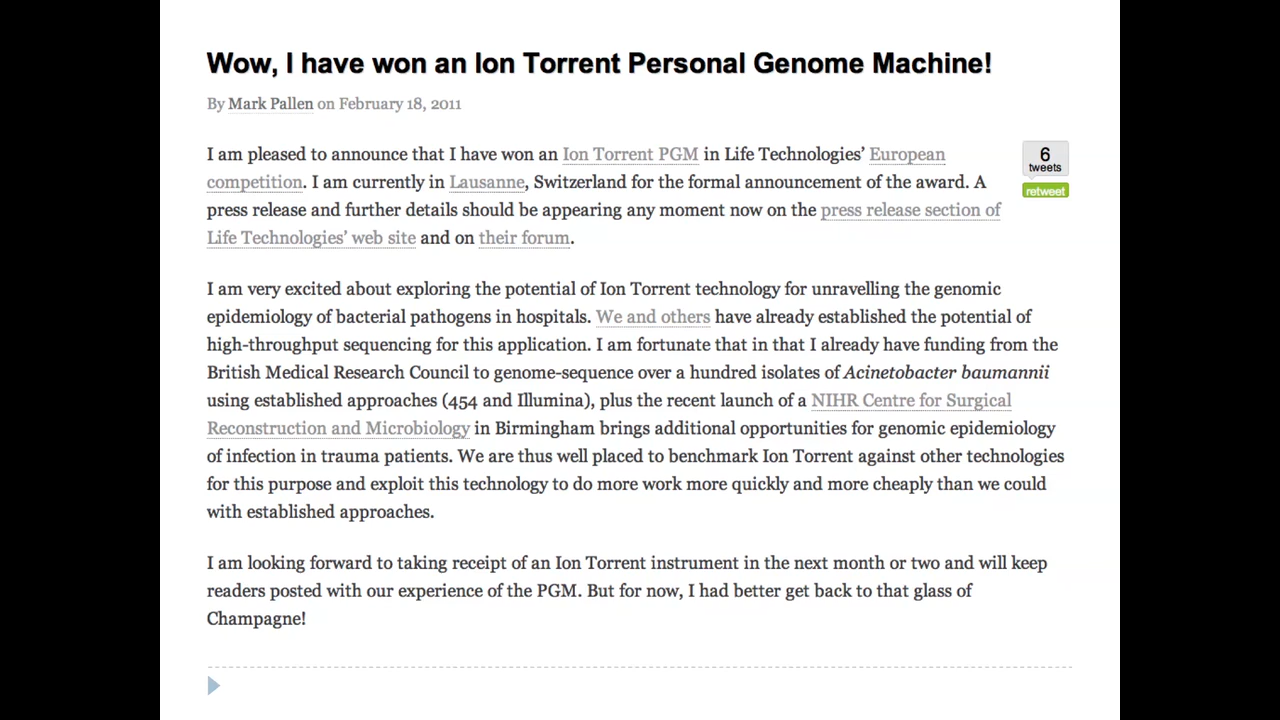 Wow, I have won an Ion Torrent Personal Genome Machine!
By Mark Pallen on February 18, 2011
I am pleased to announce that I have won an Ion Torrent PGM in Life Technologies’ European
competition. I am currently in Lausanne, Switzerland for the formal announcement of the award. A
press release and further details should be appearing any moment now on the press release section of
Life Technologies’ web site and on their forum.
6
tweets
retweet
I am very excited about exploring the potential of Ion Torrent technology for unravelling the genomic
epidemiology of bacterial pathogens in hospitals. We and others have already established the potential of
high-throughput sequencing for this application. I am fortunate that in that I already have funding from the
British Medical Research Council to genome-sequence over a hundred isolates of Acinetobacter baumannii
using established approaches (454 and Illumina), plus the recent launch of a NIHR Centre for Surgical
Reconstruction and Microbiology in Birmingham brings additional opportunities for genomic epidemiology
of infection in trauma patients. We are thus well placed to benchmark Ion Torrent against other technologies
for this purpose and exploit this technology to do more work more quickly and more cheaply than we could
with established approaches.
I am looking forward to taking receipt of an Ion Torrent instrument in the next month or two and will keep
readers posted with our experience of the PGM. But for now, I had better get back to that glass of
Champagne!